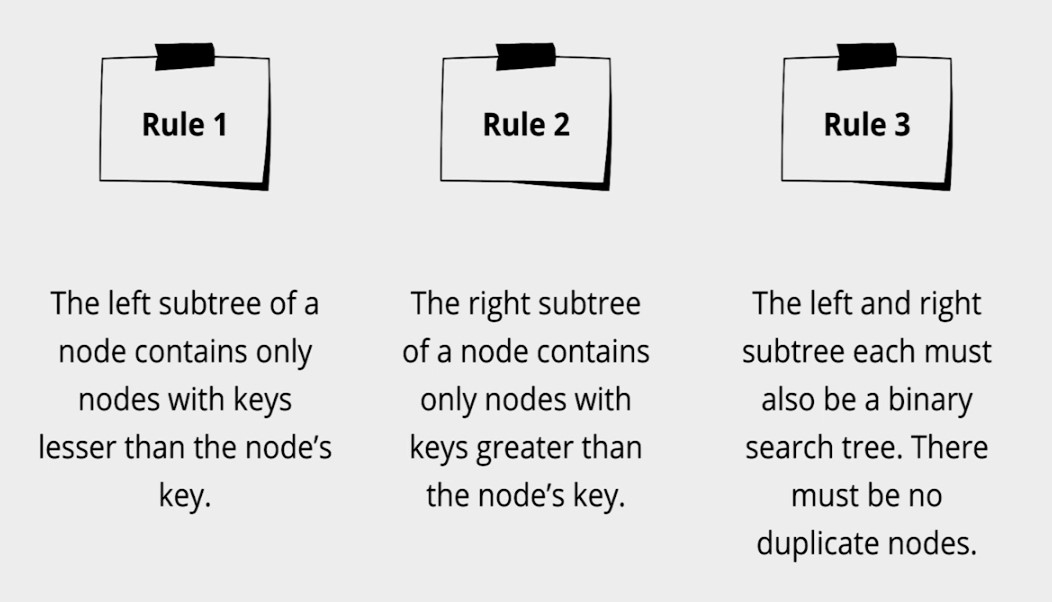 Rule 1
The left subtree of a
node contains only
nodes with keys
lesser than the node’s
key.
Rule 2
The right subtree
of a node contains
only nodes with
keys greater than
the node’s key.
Rule 3
The left and right
subtree each must
also be a binary
search tree. There
must be no
duplicate nodes.